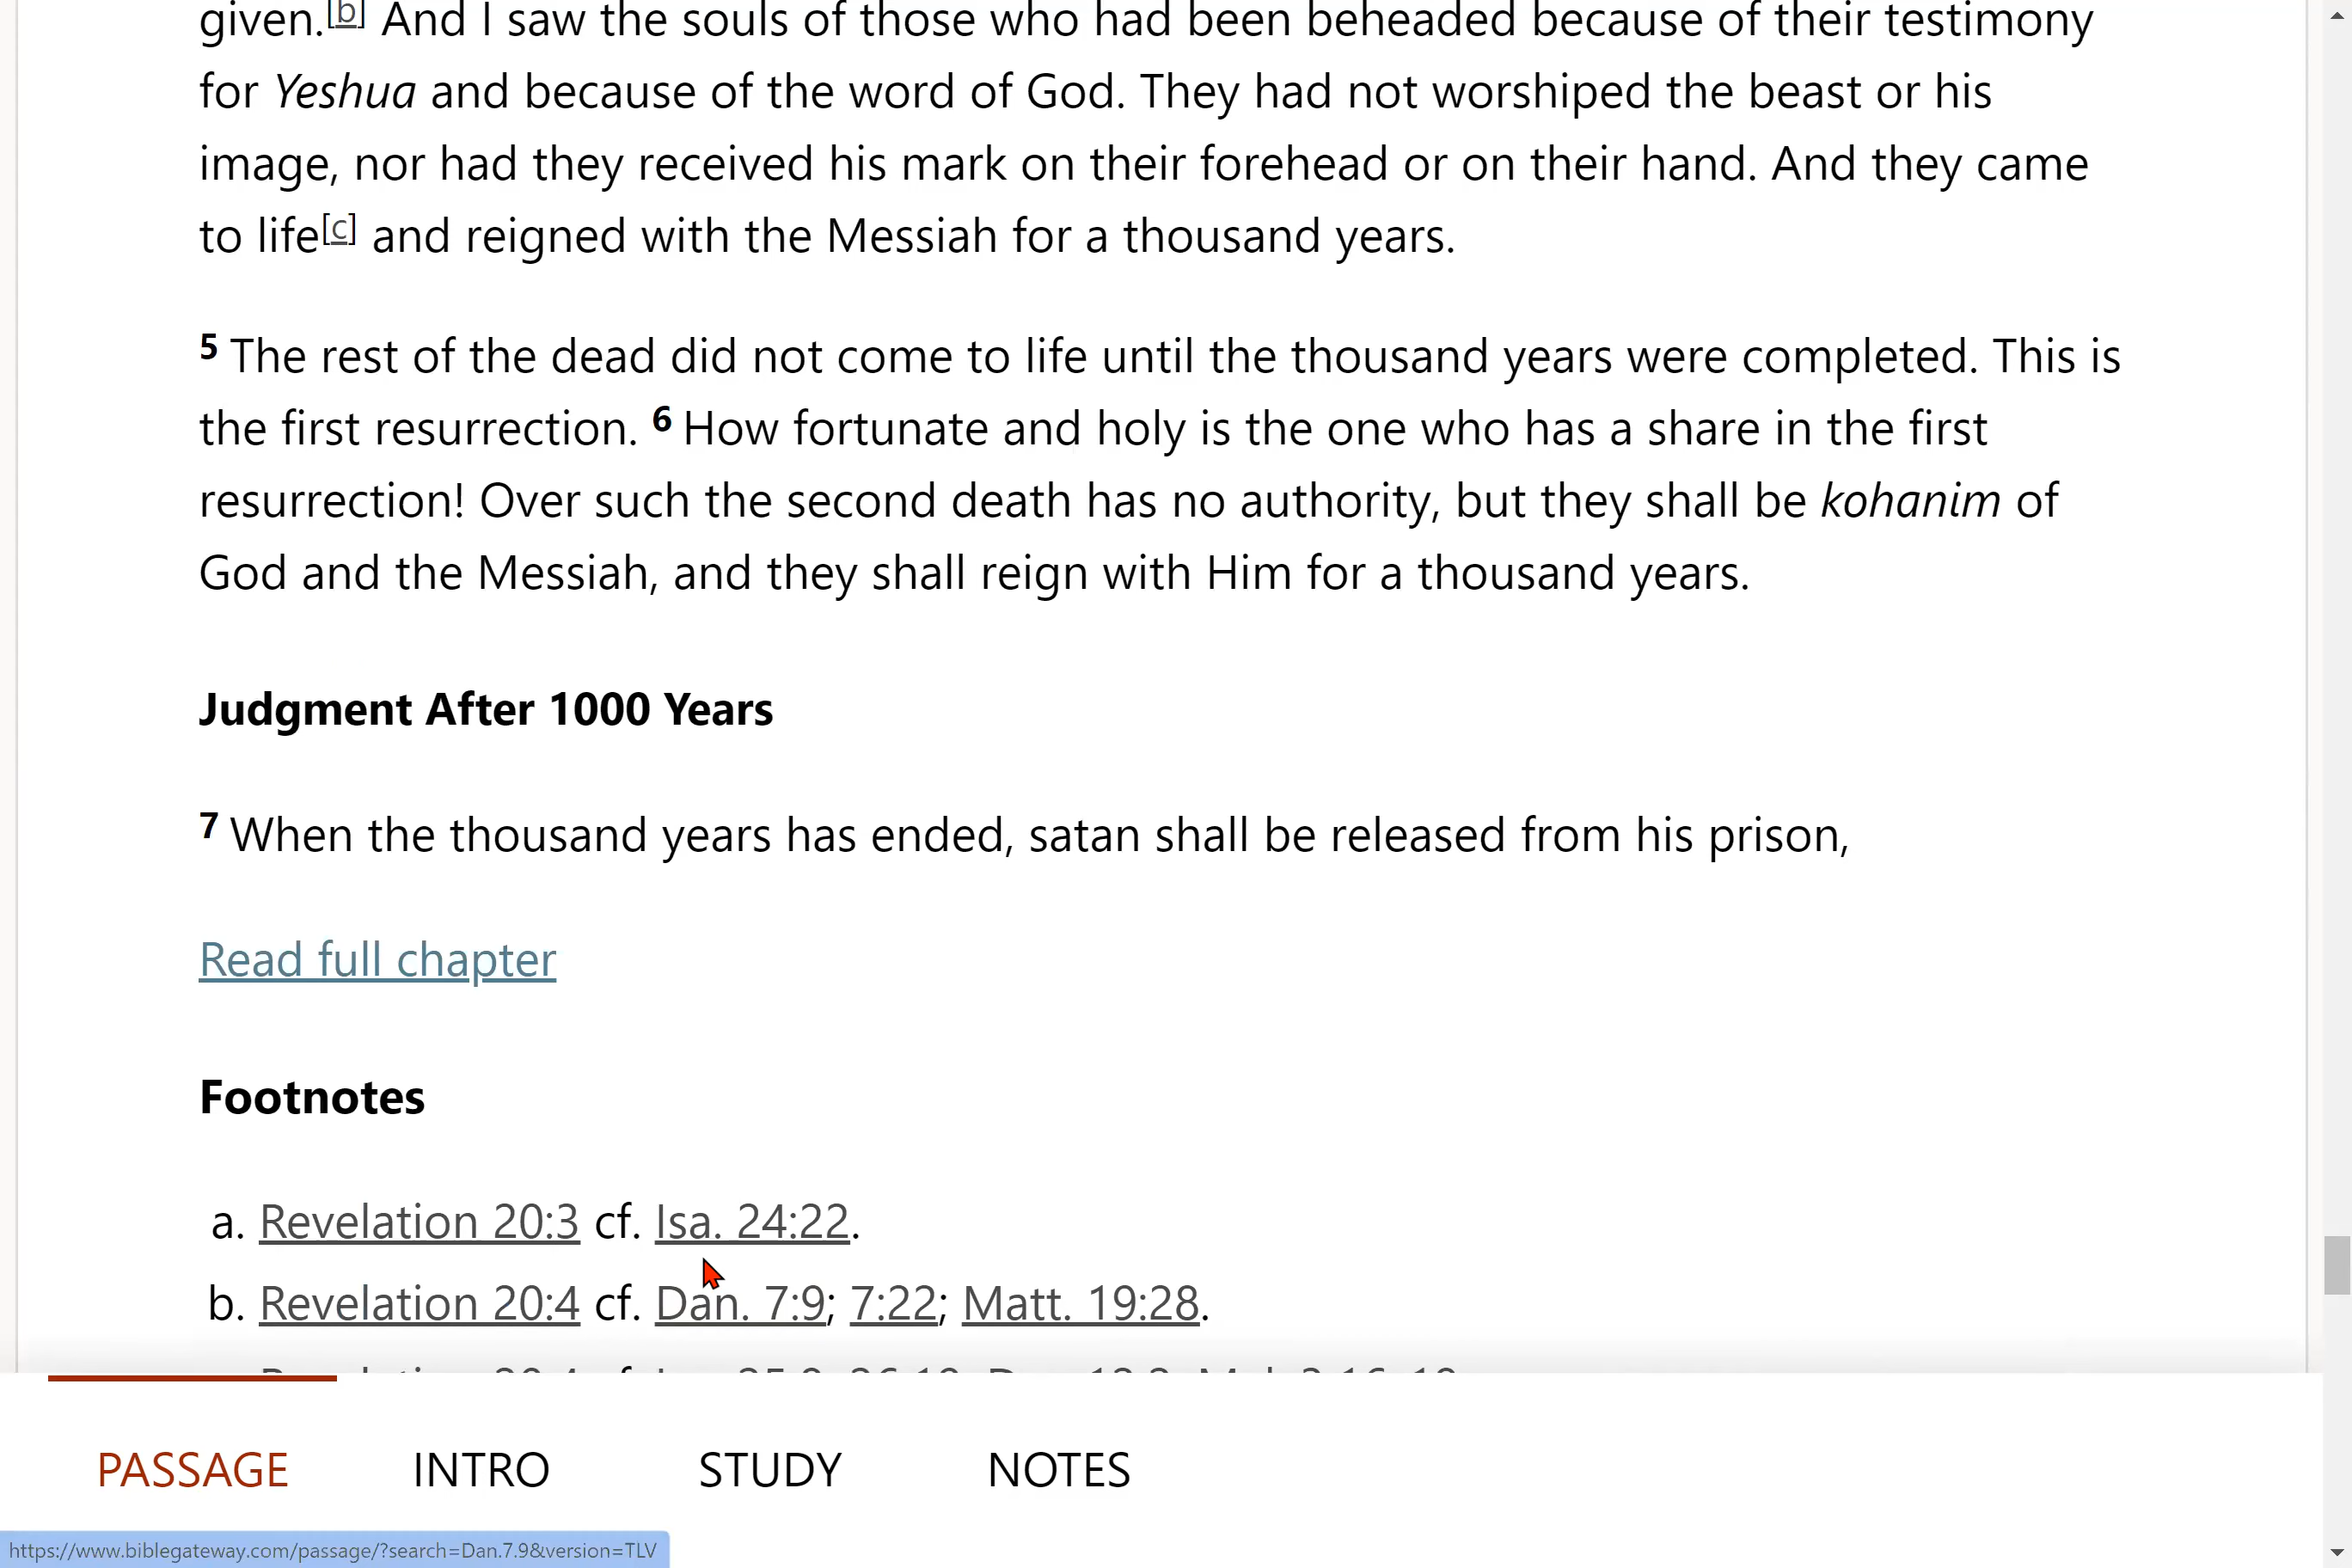 given.[b] And I saw the souls of those who had been beheaded because of their testimony
for Yeshua and because of the word of God. They had not worshiped the beast or his
image, nor had they received his mark on their forehead or on their hand. And they came
to life[c] and reigned with the Messiah for a thousand years.
5 The rest of the dead did not come to life until the thousand years were completed. This is
the first resurrection. 6 How fortunate and holy is the one who has a share in the first
resurrection! Over such the second death has no authority, but they shall be kohanim of
God and the Messiah, and they shall reign with Him for a thousand years.
Judgment After 1000 Years
7 When the thousand years has ended, satan shall be released from his prison,
Read full chapter
Footnotes
a. Revelation 20:3 cf. Isa. 24:22.
b. Revelation 20:4 cf. Dan. 7:9; 7:22; Matt. 19:28.
PASSAGE INTRO STUDY NOTES
https://www.biblegateway.com/passage/?search=Dan.7.9&version=TLV